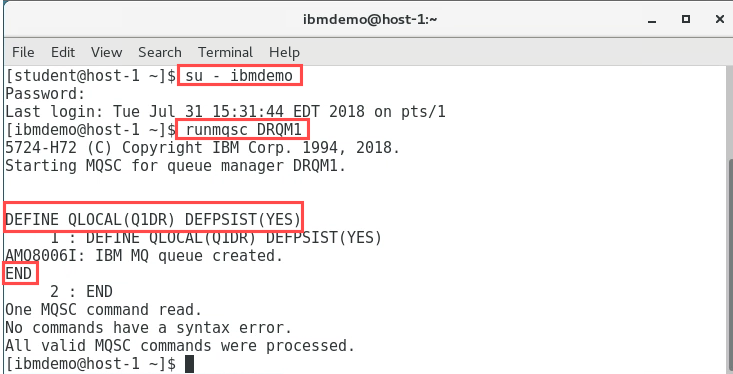 ibmdemo@host-1:~
File Edit View Search Terminal Help
[student@host-1 ~]$ su - ibmdemo
Password:
Last login: Tue Jul 31 15:31:44 EDT 2018 on pts/1
[ibmdemo@host-1 ~]$ runmqsc DRQM1
5724-H72 (C) Copyright IBM Corp. 1994, 2018.
Starting MQSC for queue manager DRQM1.
DEFINE QLOCAL(Q1DR) DEFPSIST(YES)
1 : DEFINE QLOCAL(Q1DR) DEFPSIST(YES)
AMQ8006I: IBM MQ queue created.
END
2 : END
One MQSC command read.
No commands have a syntax error.
All valid MQSC commands were processed.
[ibmdemo@host-1 ~]$